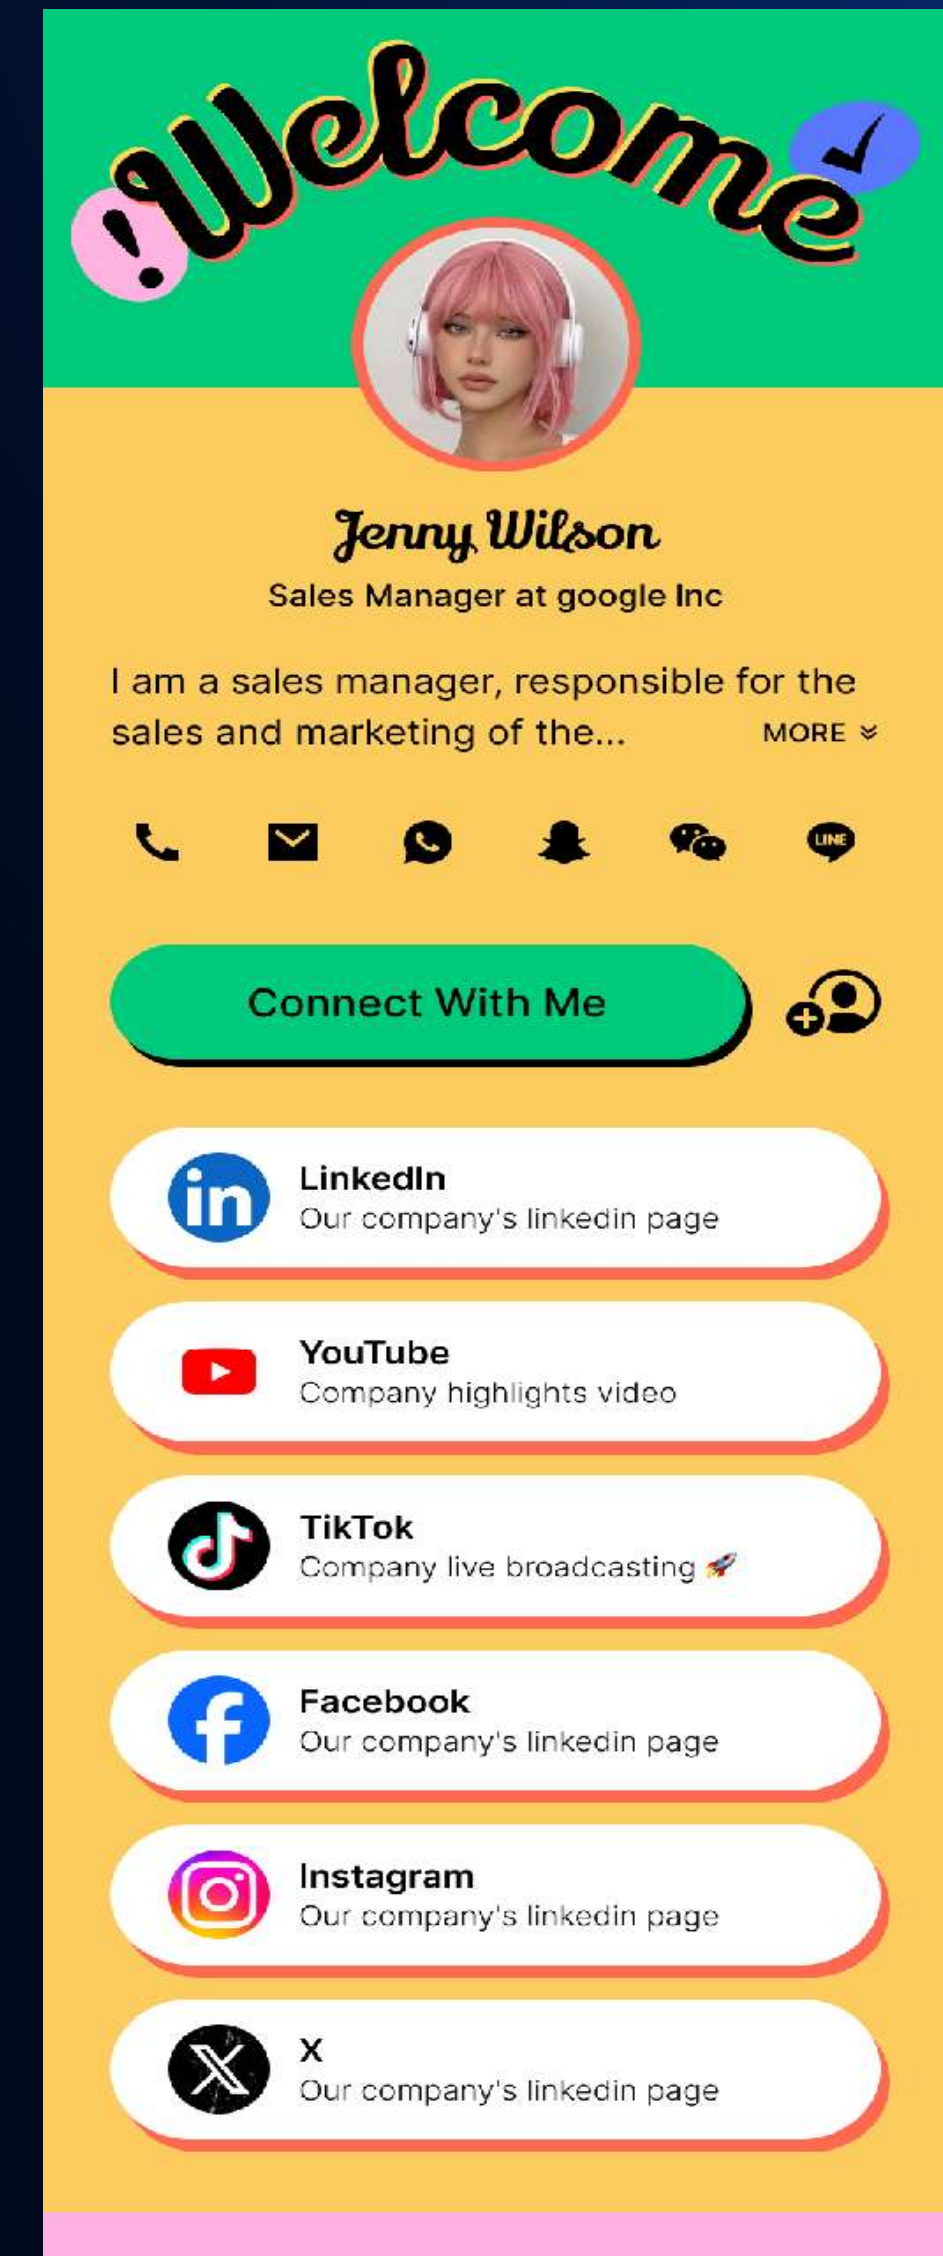 !Welcome✓
Jenny Wilson
Sales Manager at google Inc
I am a sales manager, responsible for the
sales and marketing of the...
MORE
LINE
Connect With Me
in
LinkedIn
Our company's linkedin page
YouTube
Company highlights video
TikTok
Company live broadcasting 🚀
f
Facebook
Our company's linkedin page
Instagram
Our company's linkedin page
X
X
Our company's linkedin page